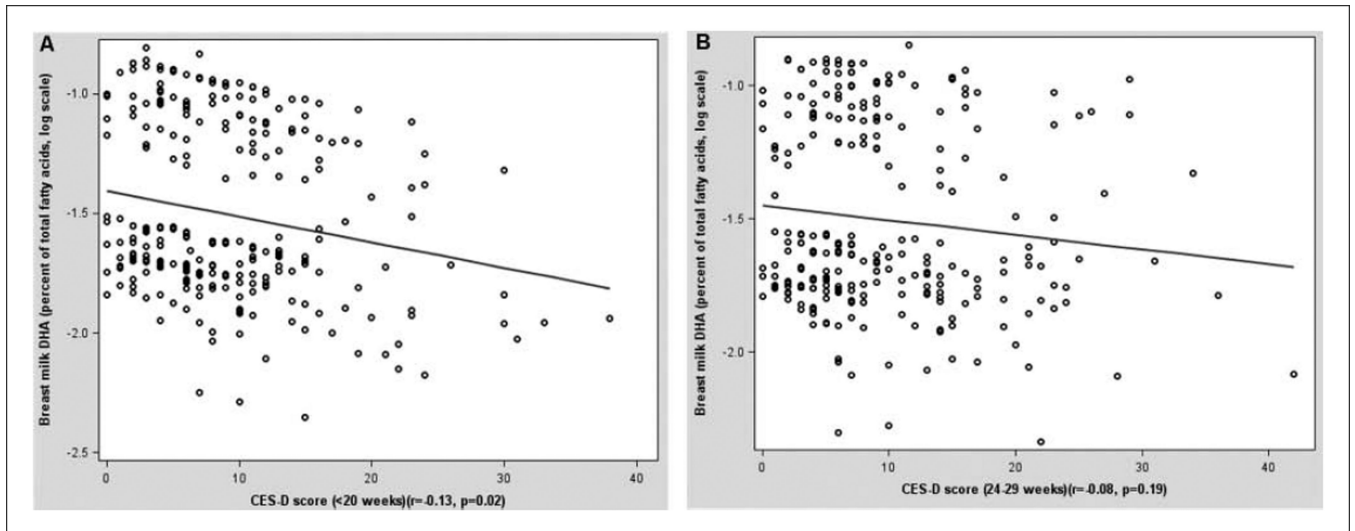 A
Breast milk DHA (percent of total fatty acids, log scale)
-1.0
-1.5
-2.0
-2.5
0 10 20 30 40
CES-D score (<20 weeks)(r=-0.13, p=0.02)
B
Breast milk DHA (percent of total fatty acids, log scale)
-1.0
-1.5
-2.0
0 10 20 30 40
CES-D score (24-29 weeks)(r=-0.08, p=0.19)